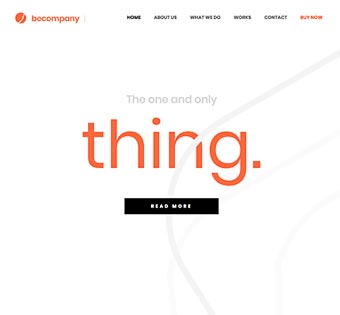 becompany
HOME ABOUT US WHAT WE DO WORKS CONTACT BUY NOW
The one and only
thing.
READ MORE